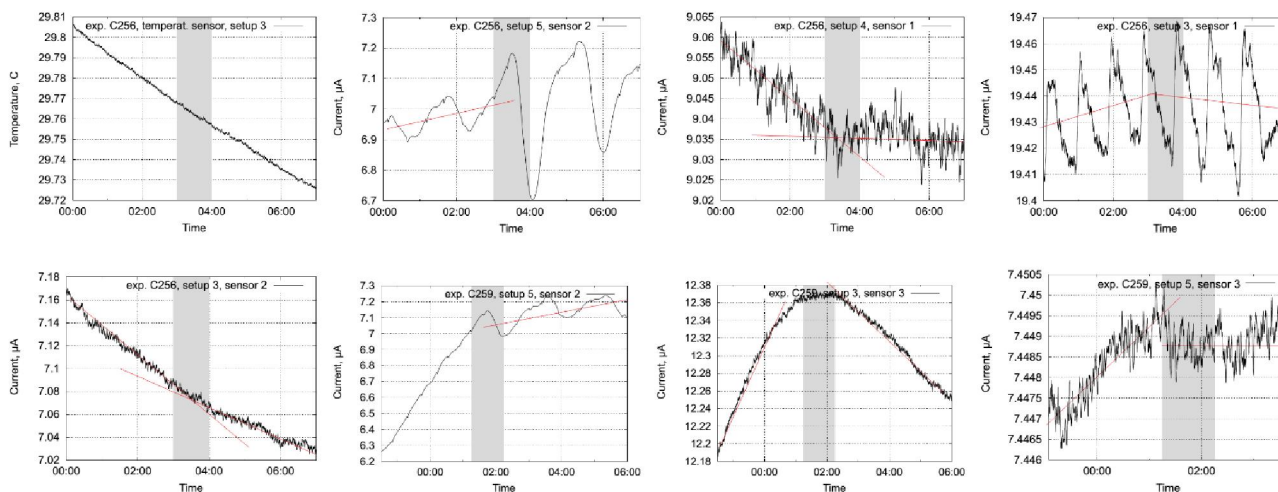 exp. C256, temperat. sensor, setup 3
Temperature, C
29.81
29.8
29.79
29.78
29.77
29.76
29.75
29.74
29.73
29.72
00:00 02:00 04:00 06:00
Time
exp. C256, setup 5, sensor 2
Current, µA
7.3
7.2
7.1
7
6.9
6.8
6.7
00:00 02:00 04:00 06:00
Time
exp. C256, setup 4, sensor 1
Current, µA
9.065
9.06
9.055
9.05
9.045
9.04
9.035
9.03
9.025
00:00 02:00 04:00 06:00
Time
exp. C256, setup 3, sensor 1
Current, µA
19.47
19.46
19.45
19.44
19.43
19.42
19.41
19.4
00:00 02:00 04:00 06:00
Time
exp. C256, setup 3, sensor 2
Current, µA
7.18
7.16
7.14
7.12
7.1
7.08
7.06
7.04
7.02
00:00 02:00 04:00 06:00
Time
exp. C259, setup 5, sensor 2
Current, µA
7.3
7.2
7.1
7
6.9
6.8
6.7
6.6
6.5
6.4
6.3
6.2
00:00 02:00 04:00 06:00
Time
exp. C259, setup 3, sensor 3
Current, µA
12.38
12.36
12.34
12.32
12.3
12.28
12.26
12.24
12.22
12.2
12.18
00:00 02:00 04:00 06:00
Time
exp. C259, setup 5, sensor 3
Current, µA
7.4505
7.45
7.4495
7.449
7.4485
7.448
7.4475
7.447
7.4465
7.446
00:00 02:00
Time